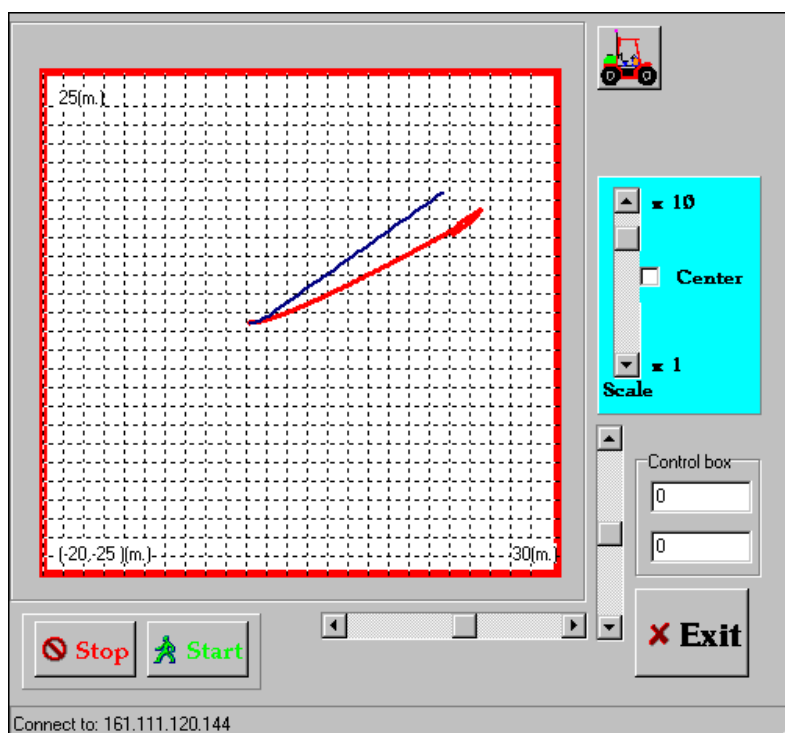 25(m.)
x 10
Center
x 1
Scale
Control box
0
0
(-20,-25 )(m.)
30(m.)
Stop
Start
Exit
Connect to: 161.111.120.144